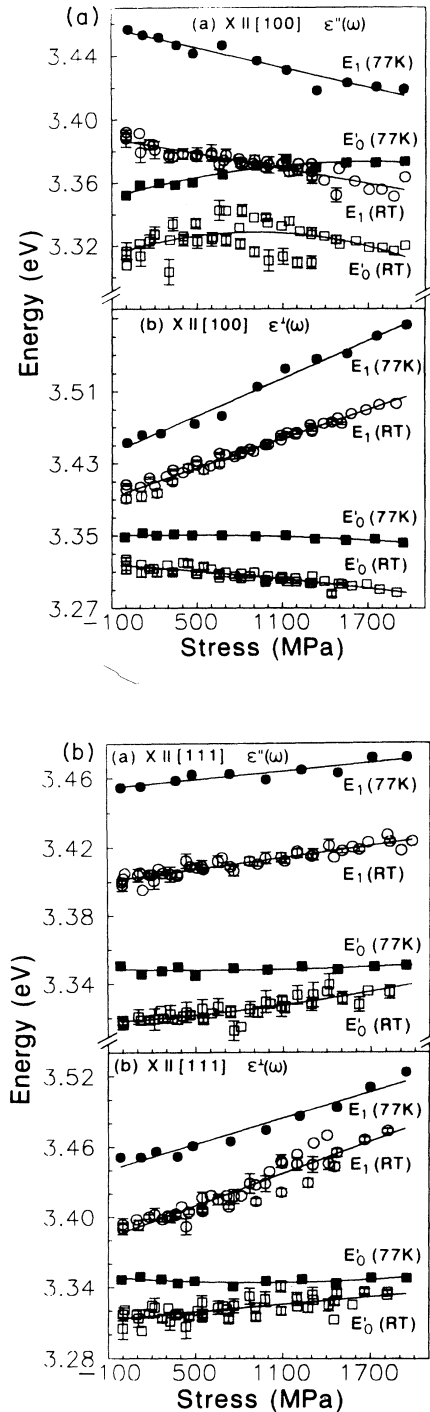 (a)
(a) X || [100] ε"(ω)
3.44
E₁ (77K)
3.40
E'₀ (77K)
3.36
E₁ (RT)
3.32
E'₀ (RT)
(b) X || [100] ε⊥(ω)
E₁ (77K)
3.51
E₁ (RT)
3.43
E'₀ (77K)
3.35
E'₀ (RT)
3.27
Energy (eV)
−100 500 1100 1700
Stress (MPa)
(b)
(a) X || [111] ε"(ω)
3.46
E₁ (77K)
3.42
E₁ (RT)
3.38
E'₀ (77K)
3.34
E'₀ (RT)
(b) X || [111] ε⊥(ω)
3.52
E₁ (77K)
3.46
E₁ (RT)
3.40
E'₀ (77K)
3.34
E'₀ (RT)
3.28
Energy (eV)
−100 500 1100 1700
Stress (MPa)